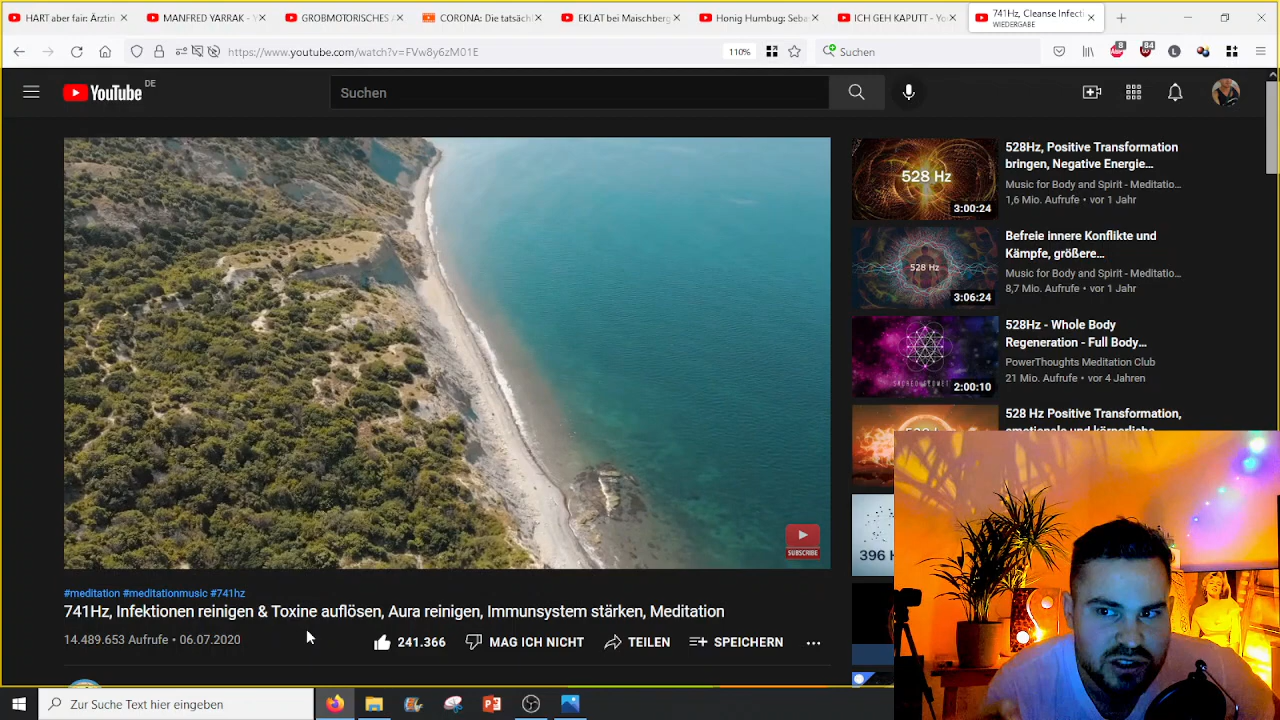 HART aber fair: Ärztin
MANFRED YARRAK - Y
GROBMOTORISCHES A
CORONA: Die tatsäch
EKLAT bei Maischberg
Honig Humbug: Seba
ICH GEH KAPUTT - Yo
741Hz, Cleanse Infecti
WIEDERGABE
https://www.youtube.com/watch?v=FVw8y6zM01E
110%
Suchen
8
84
YouTube DE
Suchen
528 Hz
3:00:24
528Hz, Positive Transformation
bringen, Negative Energie…
Music for Body and Spirit - Meditatio…
1,6 Mio. Aufrufe • vor 1 Jahr
528 Hz
3:06:24
Befreie innere Konflikte und
Kämpfe, größere…
Music for Body and Spirit - Meditatio…
8,7 Mio. Aufrufe • vor 1 Jahr
2:00:10
528Hz - Whole Body
Regeneration - Full Body…
PowerThoughts Meditation Club
21 Mio. Aufrufe • vor 4 Jahren
528 Hz Positive Transformation,
emotionale und körperliche
396 H
SUBSCRIBE
#meditation #meditationmusic #741hz
741Hz, Infektionen reinigen & Toxine auflösen, Aura reinigen, Immunsystem stärken, Meditation
14.489.653 Aufrufe • 06.07.2020
241.366
MAG ICH NICHT
TEILEN
SPEICHERN
Zur Suche Text hier eingeben